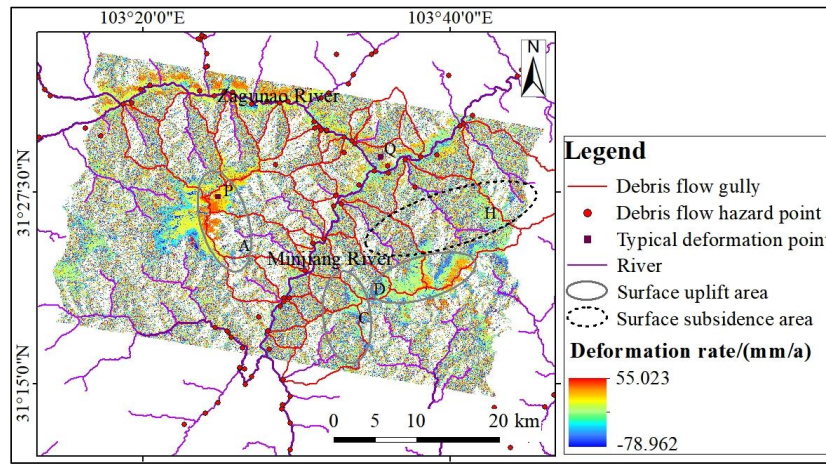 103°20'0"E
103°40'0"E
N
Zagunao River
Q
31°27'30"N
P
H
A
Minjiang River
D
C
31°15'0"N
0 5 10 20 km
Legend
Debris flow gully
Debris flow hazard point
Typical deformation point
River
Surface uplift area
Surface subsidence area
Deformation rate/(mm/a)
55.023
-78.962